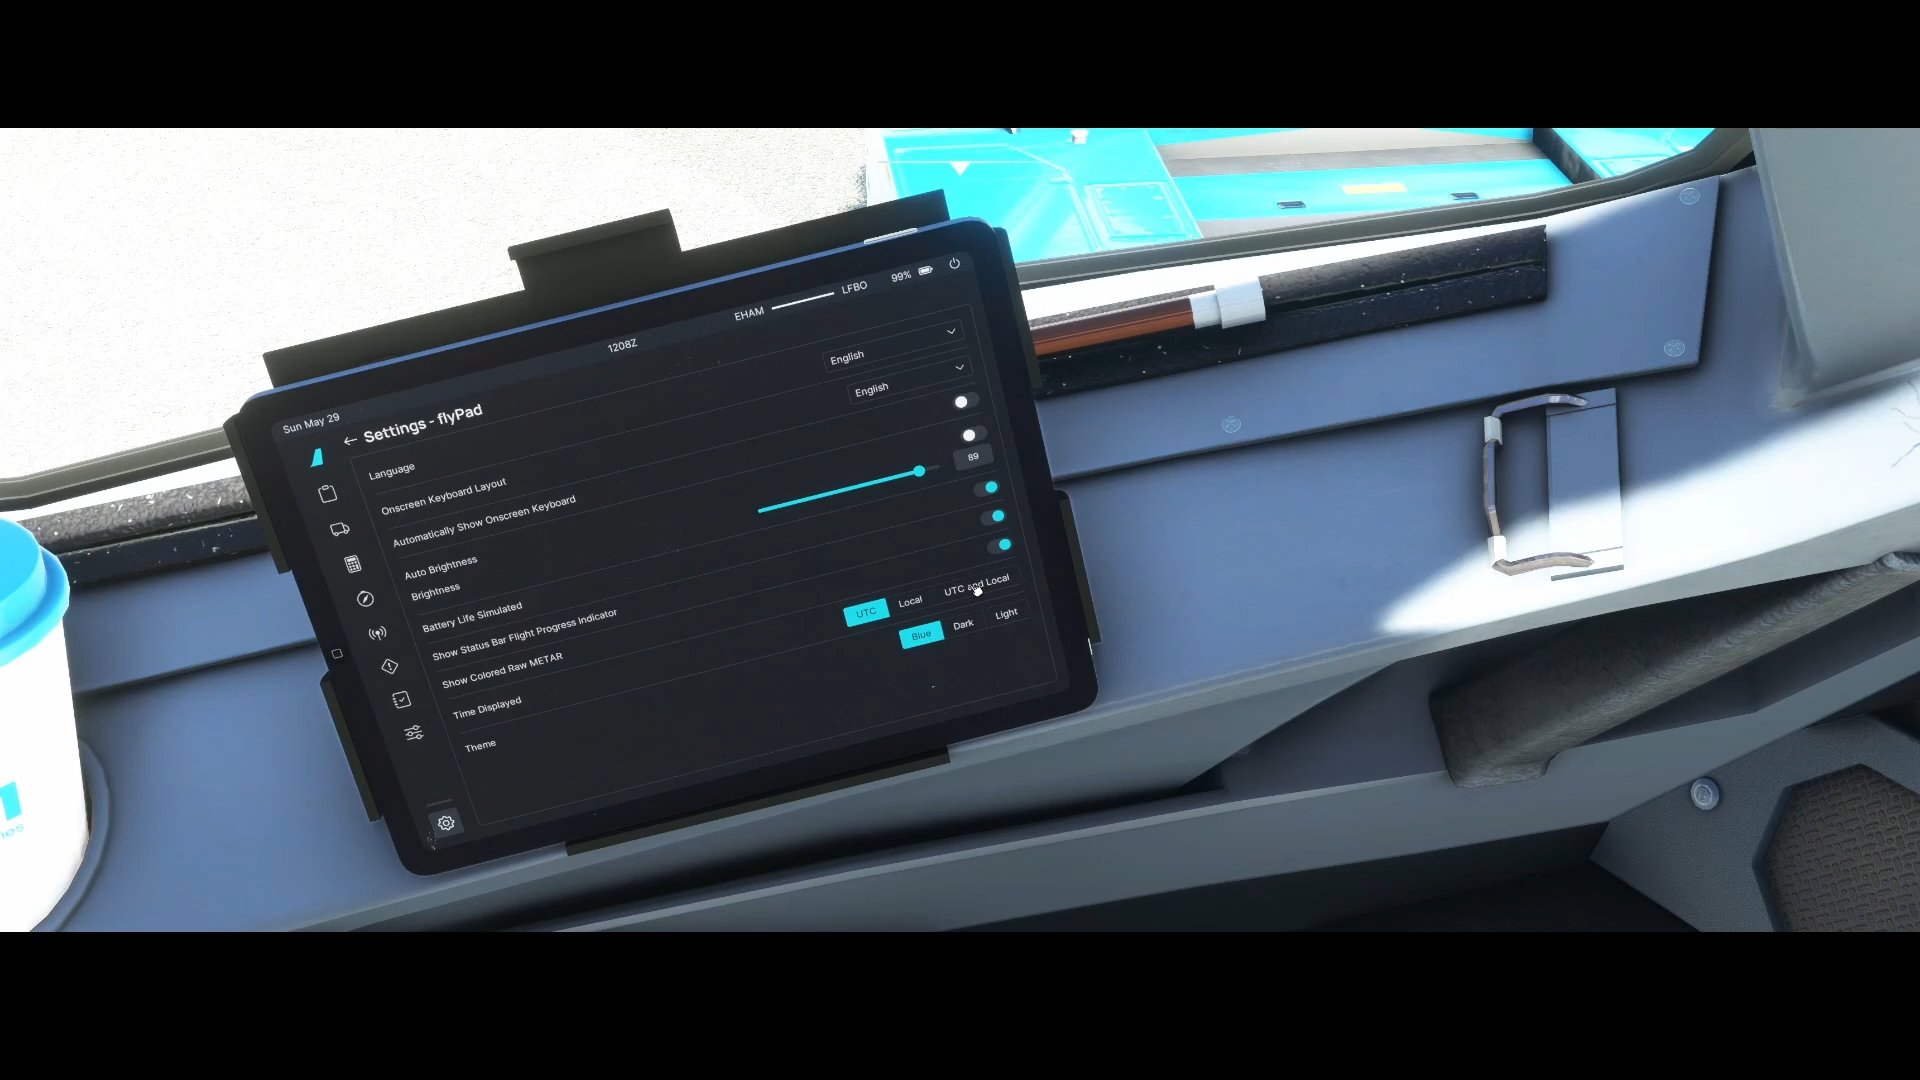 Sun May 29
1208Z
EHAM
LFBO
99%
Settings - flyPad
Language
English
Onscreen Keyboard Layout
English
Automatically Show Onscreen Keyboard
Auto Brightness
Brightness
89
Battery Life Simulated
Show Status Bar Flight Progress Indicator
Show Colored Raw METAR
Time Displayed
UTC Local UTC and Local
Theme
Blue Dark Light